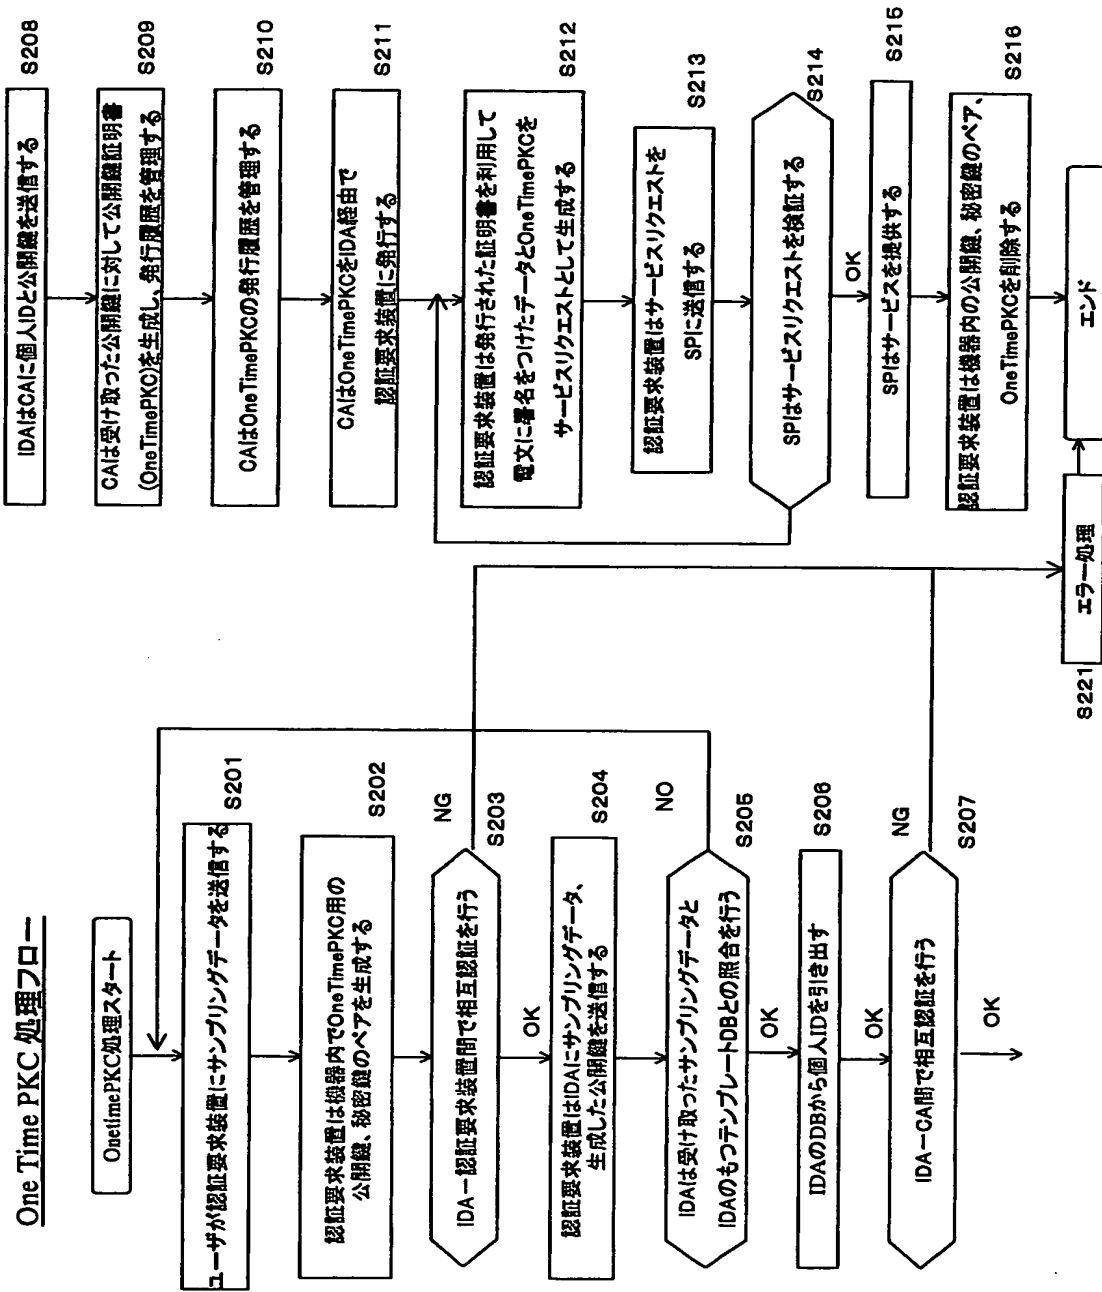 One Time PKC 処理フロー
OnetimePKC処理スタート
ユーザが認証要求装置にサンプリングデータを送信する
S201
認証要求装置は機器内でOneTimePKC用の
公開鍵、秘密鍵のペアを生成する
S202
IDAー認証要求装置間で相互認証を行う
NG
S203
OK
認証要求装置はIDAにサンプリングデータ、
生成した公開鍵を送信する
S204
IDAは受け取ったサンプリングデータと
IDAのもつテンプレートDBとの照合を行う
NO
S205
OK
IDAのDBから個人IDを引き出す
S206
OK
IDAーCA間で相互認証を行う
NG
S207
OK
IDAはCAに個人IDと公開鍵を送信する
S208
CAは受け取った公開鍵に対して公開鍵証明書
(OneTimePKC)を生成し、発行履歴を管理する
S209
CAはOneTimePKCの発行履歴を管理する
S210
CAはOneTimePKCをIDA経由で
認証要求装置に発行する
S211
認証要求装置は発行された証明書を利用して
電文に署名をつけたデータとOneTimePKCを
サービスリクエストとして生成する
S212
認証要求装置はサービスリクエストを
SPに送信する
S213
SPはサービスリクエストを検証する
S214
OK
SPはサービスを提供する
S215
認証要求装置は機器内の公開鍵、秘密鍵のペア、
OneTimePKCを削除する
S216
エンド
エラー処理
S221